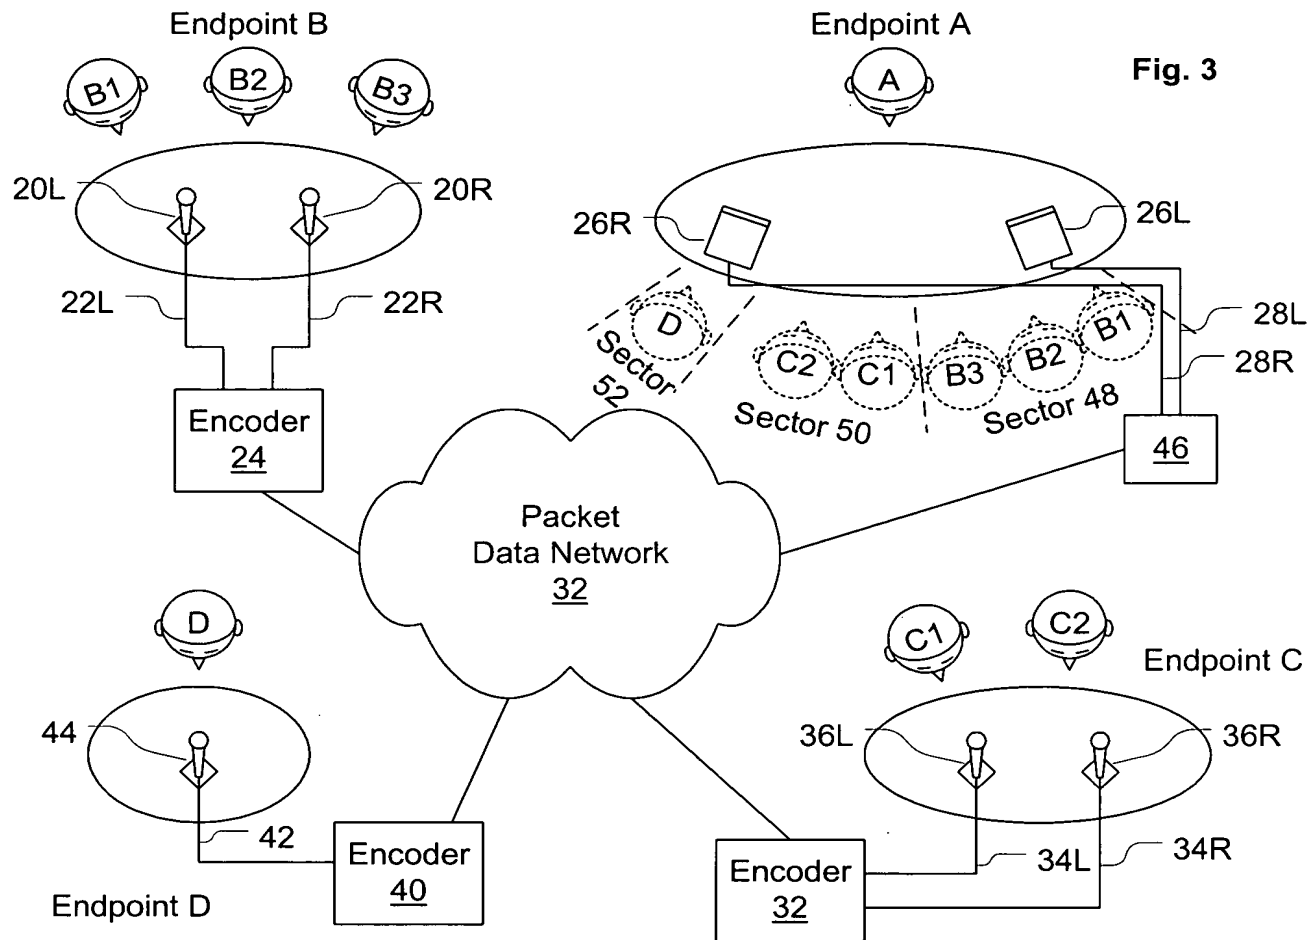 Endpoint B
Endpoint A
Fig. 3
B1
B2
B3
A
20L
20R
26R
26L
22L
22R
28L
28R
D
C2
C1
B3
B2
B1
Sector
52
Sector 50
Sector 48
Encoder
24
46
Packet
Data Network
32
D
C1
C2
Endpoint C
44
36L
36R
42
34L
34R
Encoder
40
Encoder
32
Endpoint D